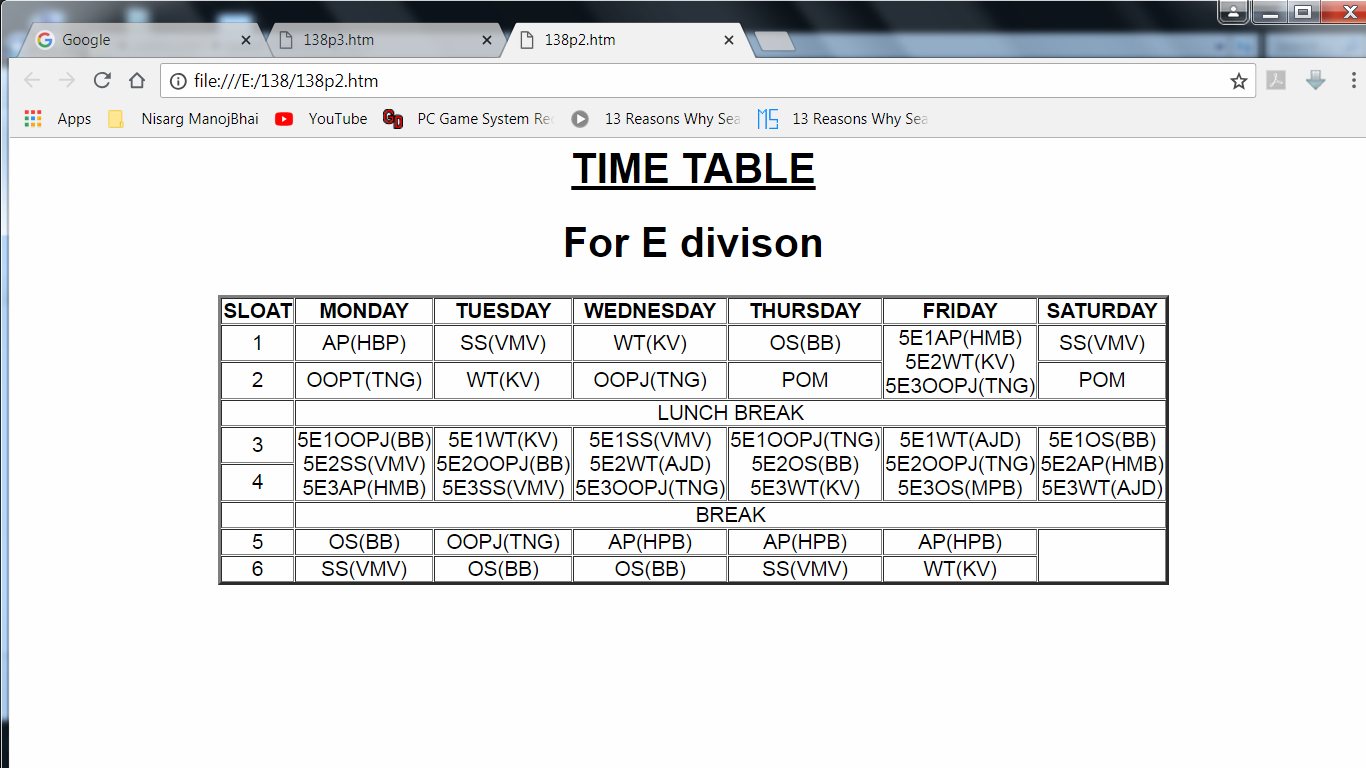 Google
138p3.htm
138p2.htm
file:///E:/138/138p2.htm
Apps
Nisarg ManojBhai
YouTube
PC Game System Re
13 Reasons Why Sea
13 Reasons Why Sea
TIME TABLE
For E divison
SLOAT MONDAY TUESDAY WEDNESDAY THURSDAY FRIDAY SATURDAY
1 AP(HBP) SS(VMV) WT(KV) OS(BB) 5E1AP(HMB) SS(VMV)
5E2WT(KV)
2 OOPT(TNG) WT(KV) OOPJ(TNG) POM 5E3OOPJ(TNG) POM
LUNCH BREAK
3 5E1OOPJ(BB) 5E1WT(KV) 5E1SS(VMV) 5E1OOPJ(TNG) 5E1WT(AJD) 5E1OS(BB)
5E2SS(VMV) 5E2OOPJ(BB) 5E2WT(AJD) 5E2OS(BB) 5E2OOPJ(TNG) 5E2AP(HMB)
4 5E3AP(HMB) 5E3SS(VMV) 5E3OOPJ(TNG) 5E3WT(KV) 5E3OS(MPB) 5E3WT(AJD)
BREAK
5 OS(BB) OOPJ(TNG) AP(HPB) AP(HPB) AP(HPB)
6 SS(VMV) OS(BB) OS(BB) SS(VMV) WT(KV)